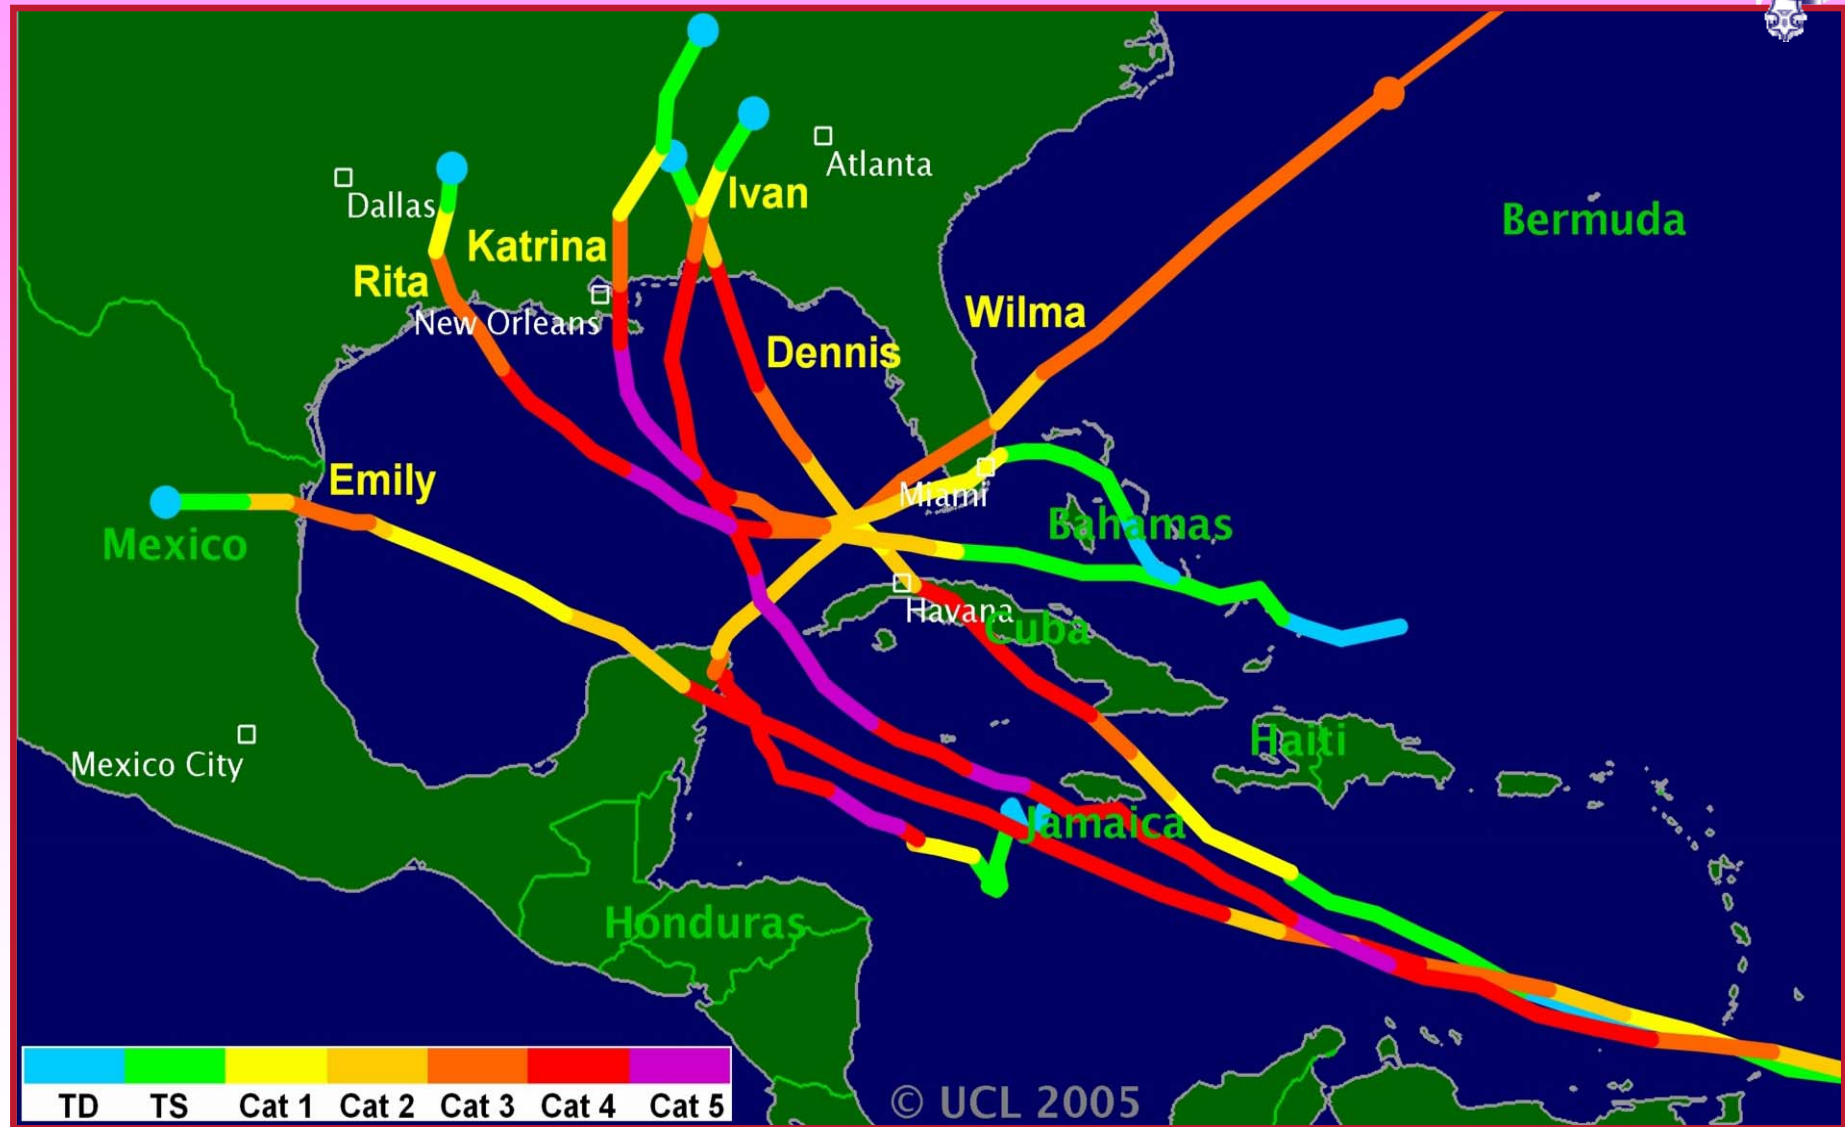 Atlanta
Dallas
Ivan
Bermuda
Katrina
Rita
New Orleans
Wilma
Dennis
Emily
Miami
Mexico
Bahamas
Havana
Cuba
Haiti
Mexico City
Jamaica
Honduras
TD TS Cat 1 Cat 2 Cat 3 Cat 4 Cat 5
© UCL 2005